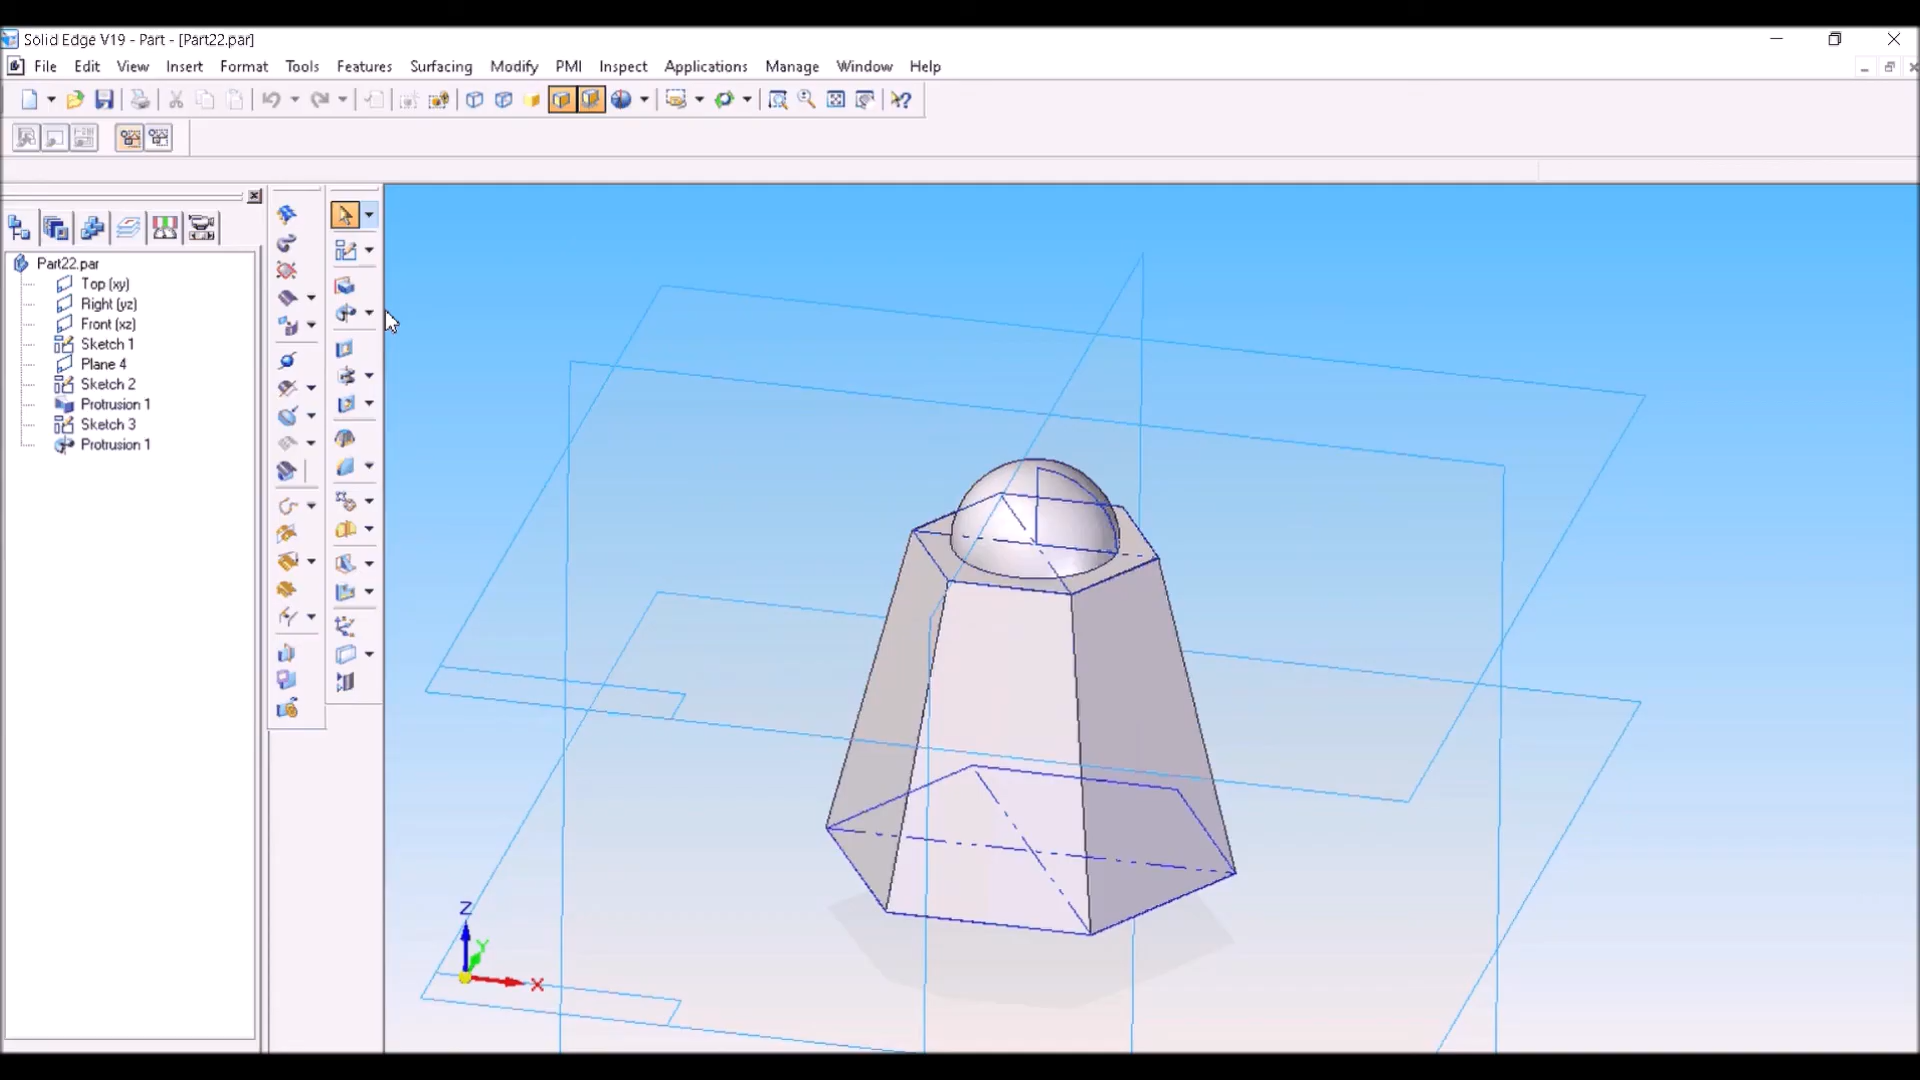 Solid Edge V19 - Part - [Part22.par]
File Edit View Insert Format Tools Features Surfacing Modify PMI Inspect Applications Manage Window Help
Part22.par
Top (xy)
Right (yz)
Front (xz)
Sketch 1
Plane 4
Sketch 2
Protrusion 1
Sketch 3
Protrusion 1
Z
Y
X